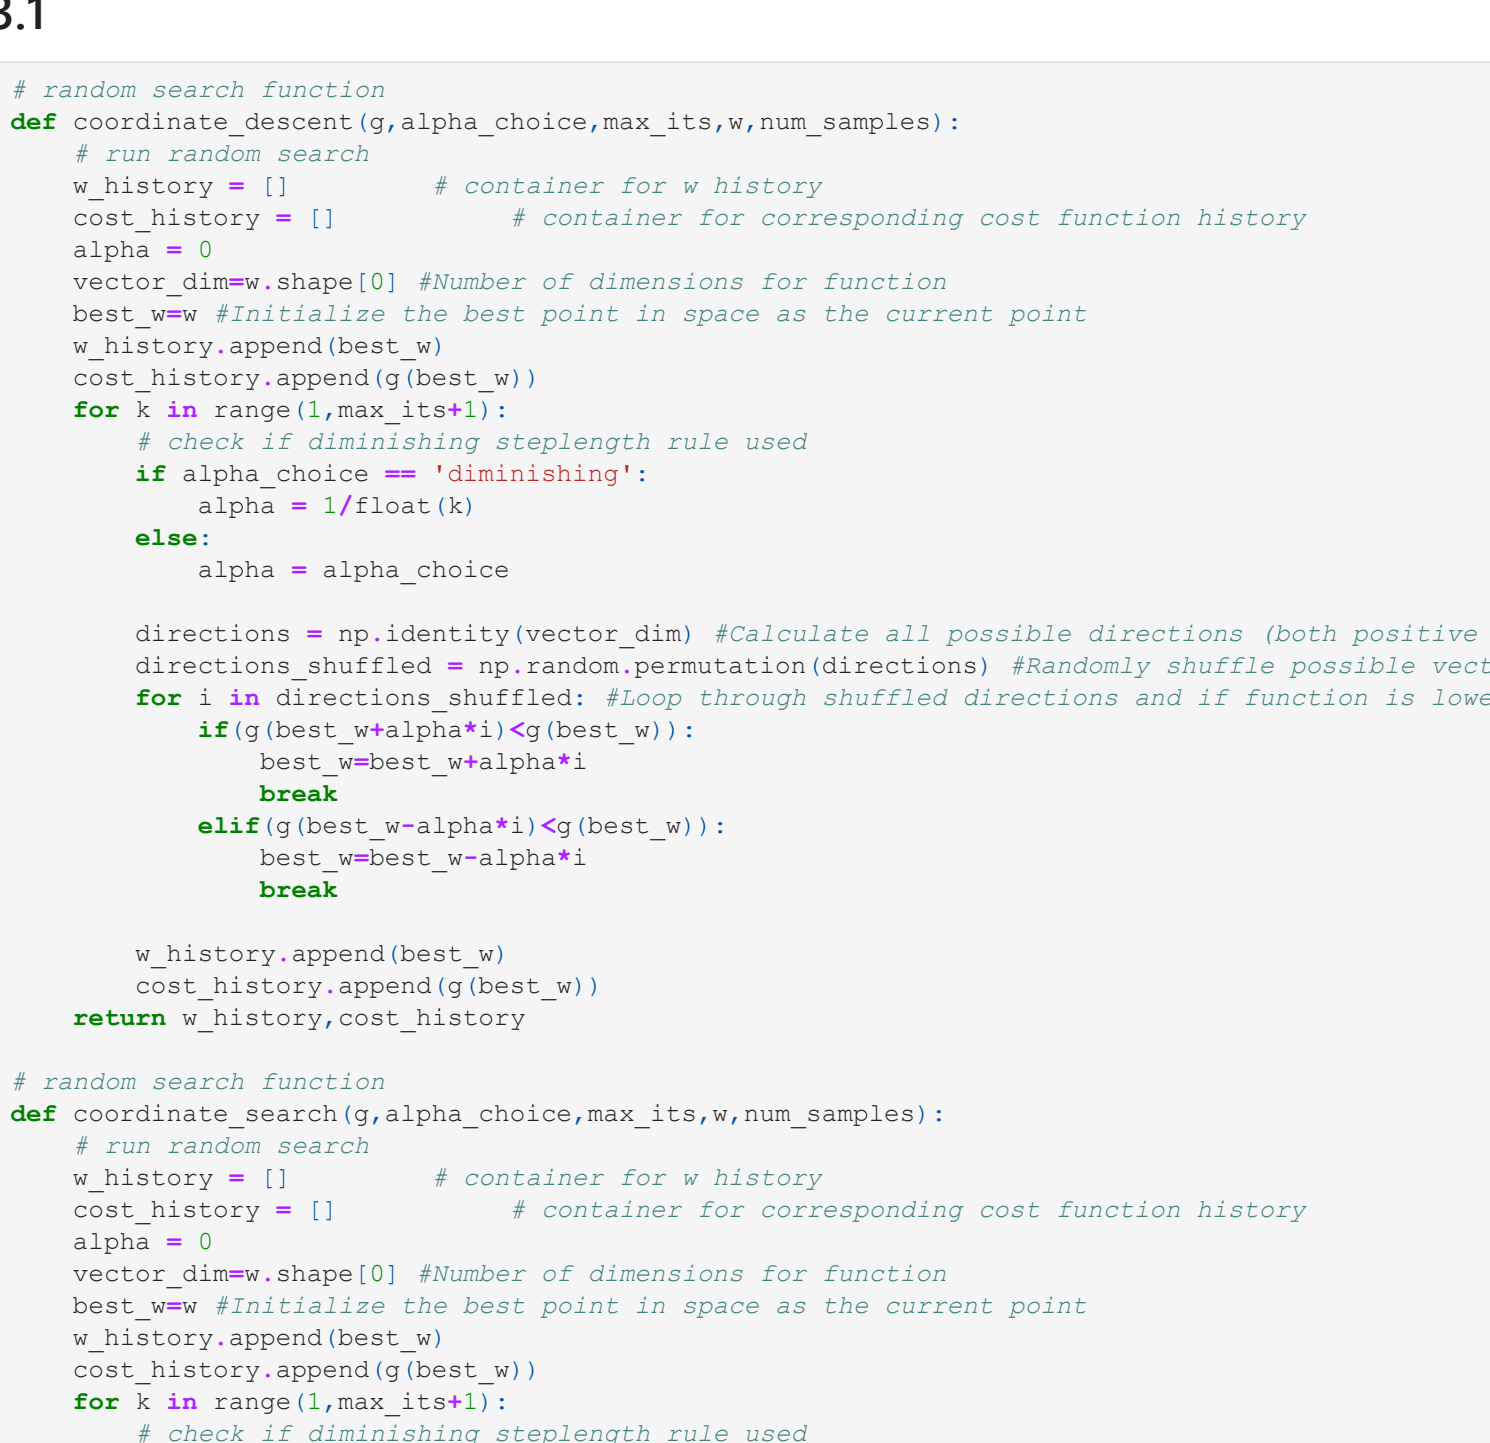 3.1
# random search function
def coordinate_descent(g,alpha_choice,max_its,w,num_samples):
    # run random search
    w_history = []         # container for w history
    cost_history = []           # container for corresponding cost function history
    alpha = 0
    vector_dim=w.shape[0] #Number of dimensions for function
    best_w=w #Initialize the best point in space as the current point
    w_history.append(best_w)
    cost_history.append(g(best_w))
    for k in range(1,max_its+1):
        # check if diminishing steplength rule used
        if alpha_choice == 'diminishing':
            alpha = 1/float(k)
        else:
            alpha = alpha_choice

        directions = np.identity(vector_dim) #Calculate all possible directions (both positive
        directions_shuffled = np.random.permutation(directions) #Randomly shuffle possible vect
        for i in directions_shuffled: #Loop through shuffled directions and if function is lowe
            if(g(best_w+alpha*i)<g(best_w)):
                best_w=best_w+alpha*i
                break
            elif(g(best_w-alpha*i)<g(best_w)):
                best_w=best_w-alpha*i
                break

        w_history.append(best_w)
        cost_history.append(g(best_w))
    return w_history,cost_history

# random search function
def coordinate_search(g,alpha_choice,max_its,w,num_samples):
    # run random search
    w_history = []         # container for w history
    cost_history = []           # container for corresponding cost function history
    alpha = 0
    vector_dim=w.shape[0] #Number of dimensions for function
    best_w=w #Initialize the best point in space as the current point
    w_history.append(best_w)
    cost_history.append(g(best_w))
    for k in range(1,max_its+1):
        # check if diminishing steplength rule used